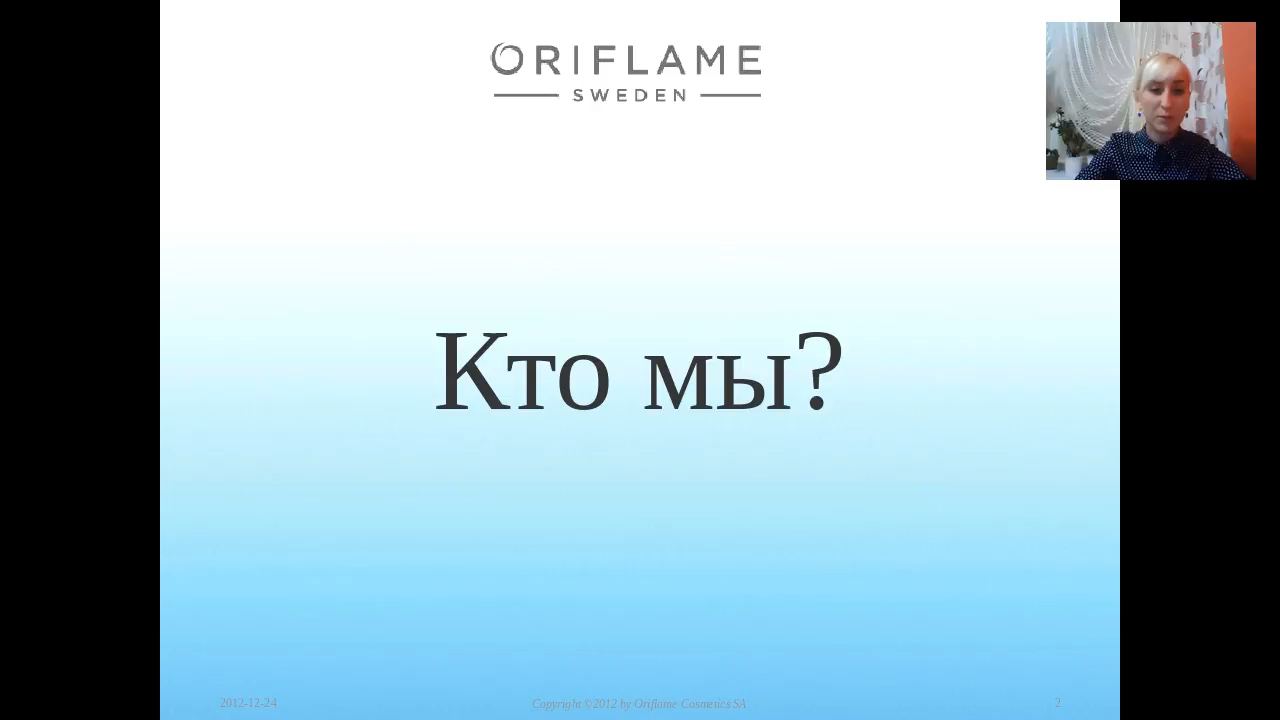 ORIFLAME
SWEDEN
Кто мы?
2012-12-24
Copyright ©2012 by Oriflame Cosmetics SA
2